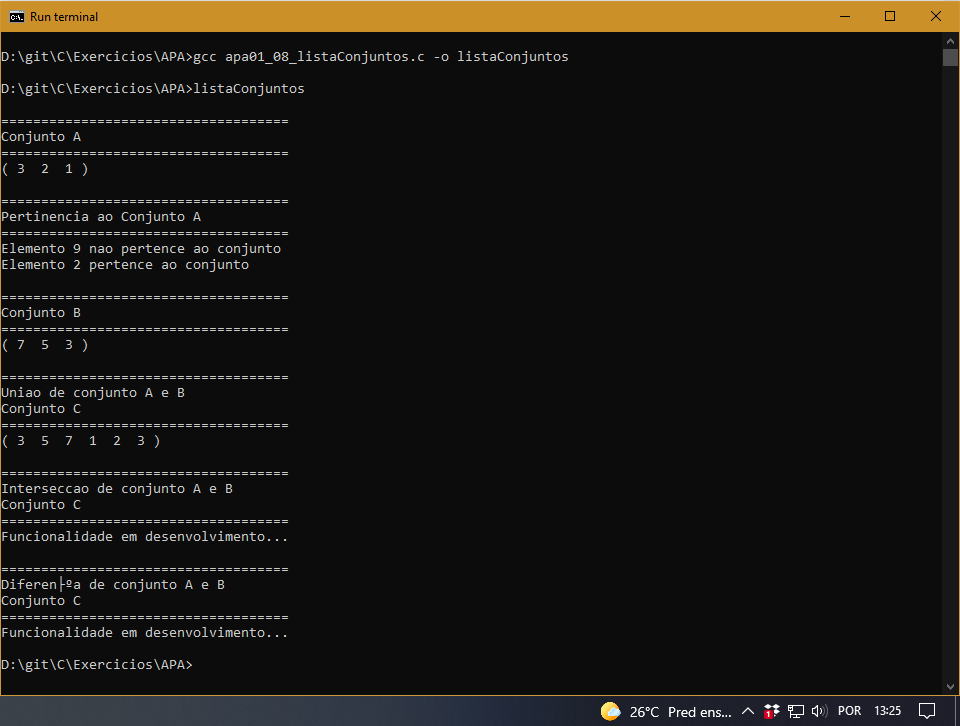 Run terminal
D:\git\C\Exercicios\APA>gcc apa01_08_listaConjuntos.c -o listaConjuntos
D:\git\C\Exercicios\APA>listaConjuntos
====================================
Conjunto A
====================================
( 3  2  1 )
====================================
Pertinencia ao Conjunto A
====================================
Elemento 9 nao pertence ao conjunto
Elemento 2 pertence ao conjunto
====================================
Conjunto B
====================================
( 7  5  3 )
====================================
Uniao de conjunto A e B
Conjunto C
====================================
( 3  5  7  1  2  3 )
====================================
Interseccao de conjunto A e B
Conjunto C
====================================
Funcionalidade em desenvolvimento...
====================================
Diferen├ºa de conjunto A e B
Conjunto C
====================================
Funcionalidade em desenvolvimento...
D:\git\C\Exercicios\APA>
26°C Pred ens... 1 POR 13:25